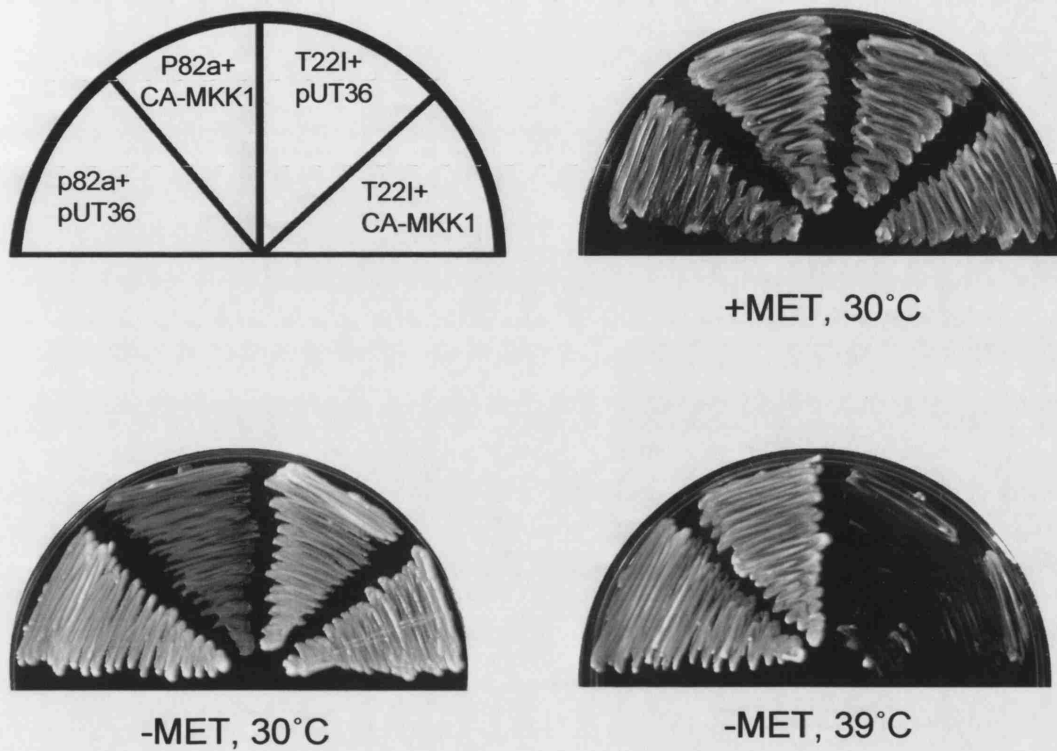 P82a+
CA-MKK1
T22I+
pUT36
p82a+
pUT36
T22I+
CA-MKK1
+MET, 30°C
-MET, 30°C
-MET, 39°C